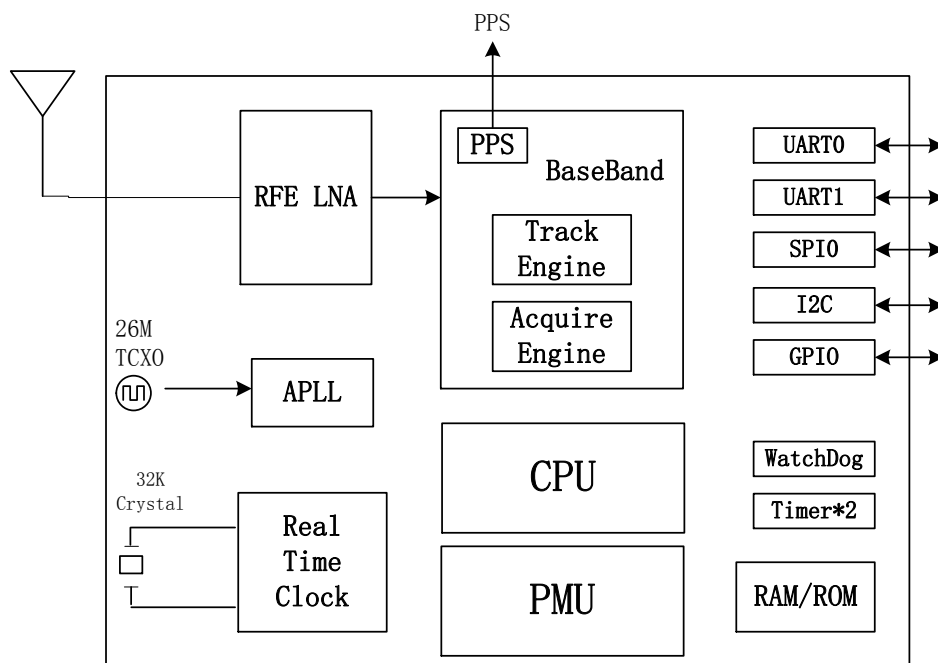 PPS
PPS
BaseBand
RFE LNA
Track
Engine
Acquire
Engine
UART0
UART1
SPI0
I2C
GPIO
26M
TCXO
APLL
CPU
WatchDog
Timer*2
32K
Crystal
Real
Time
Clock
PMU
RAM/ROM